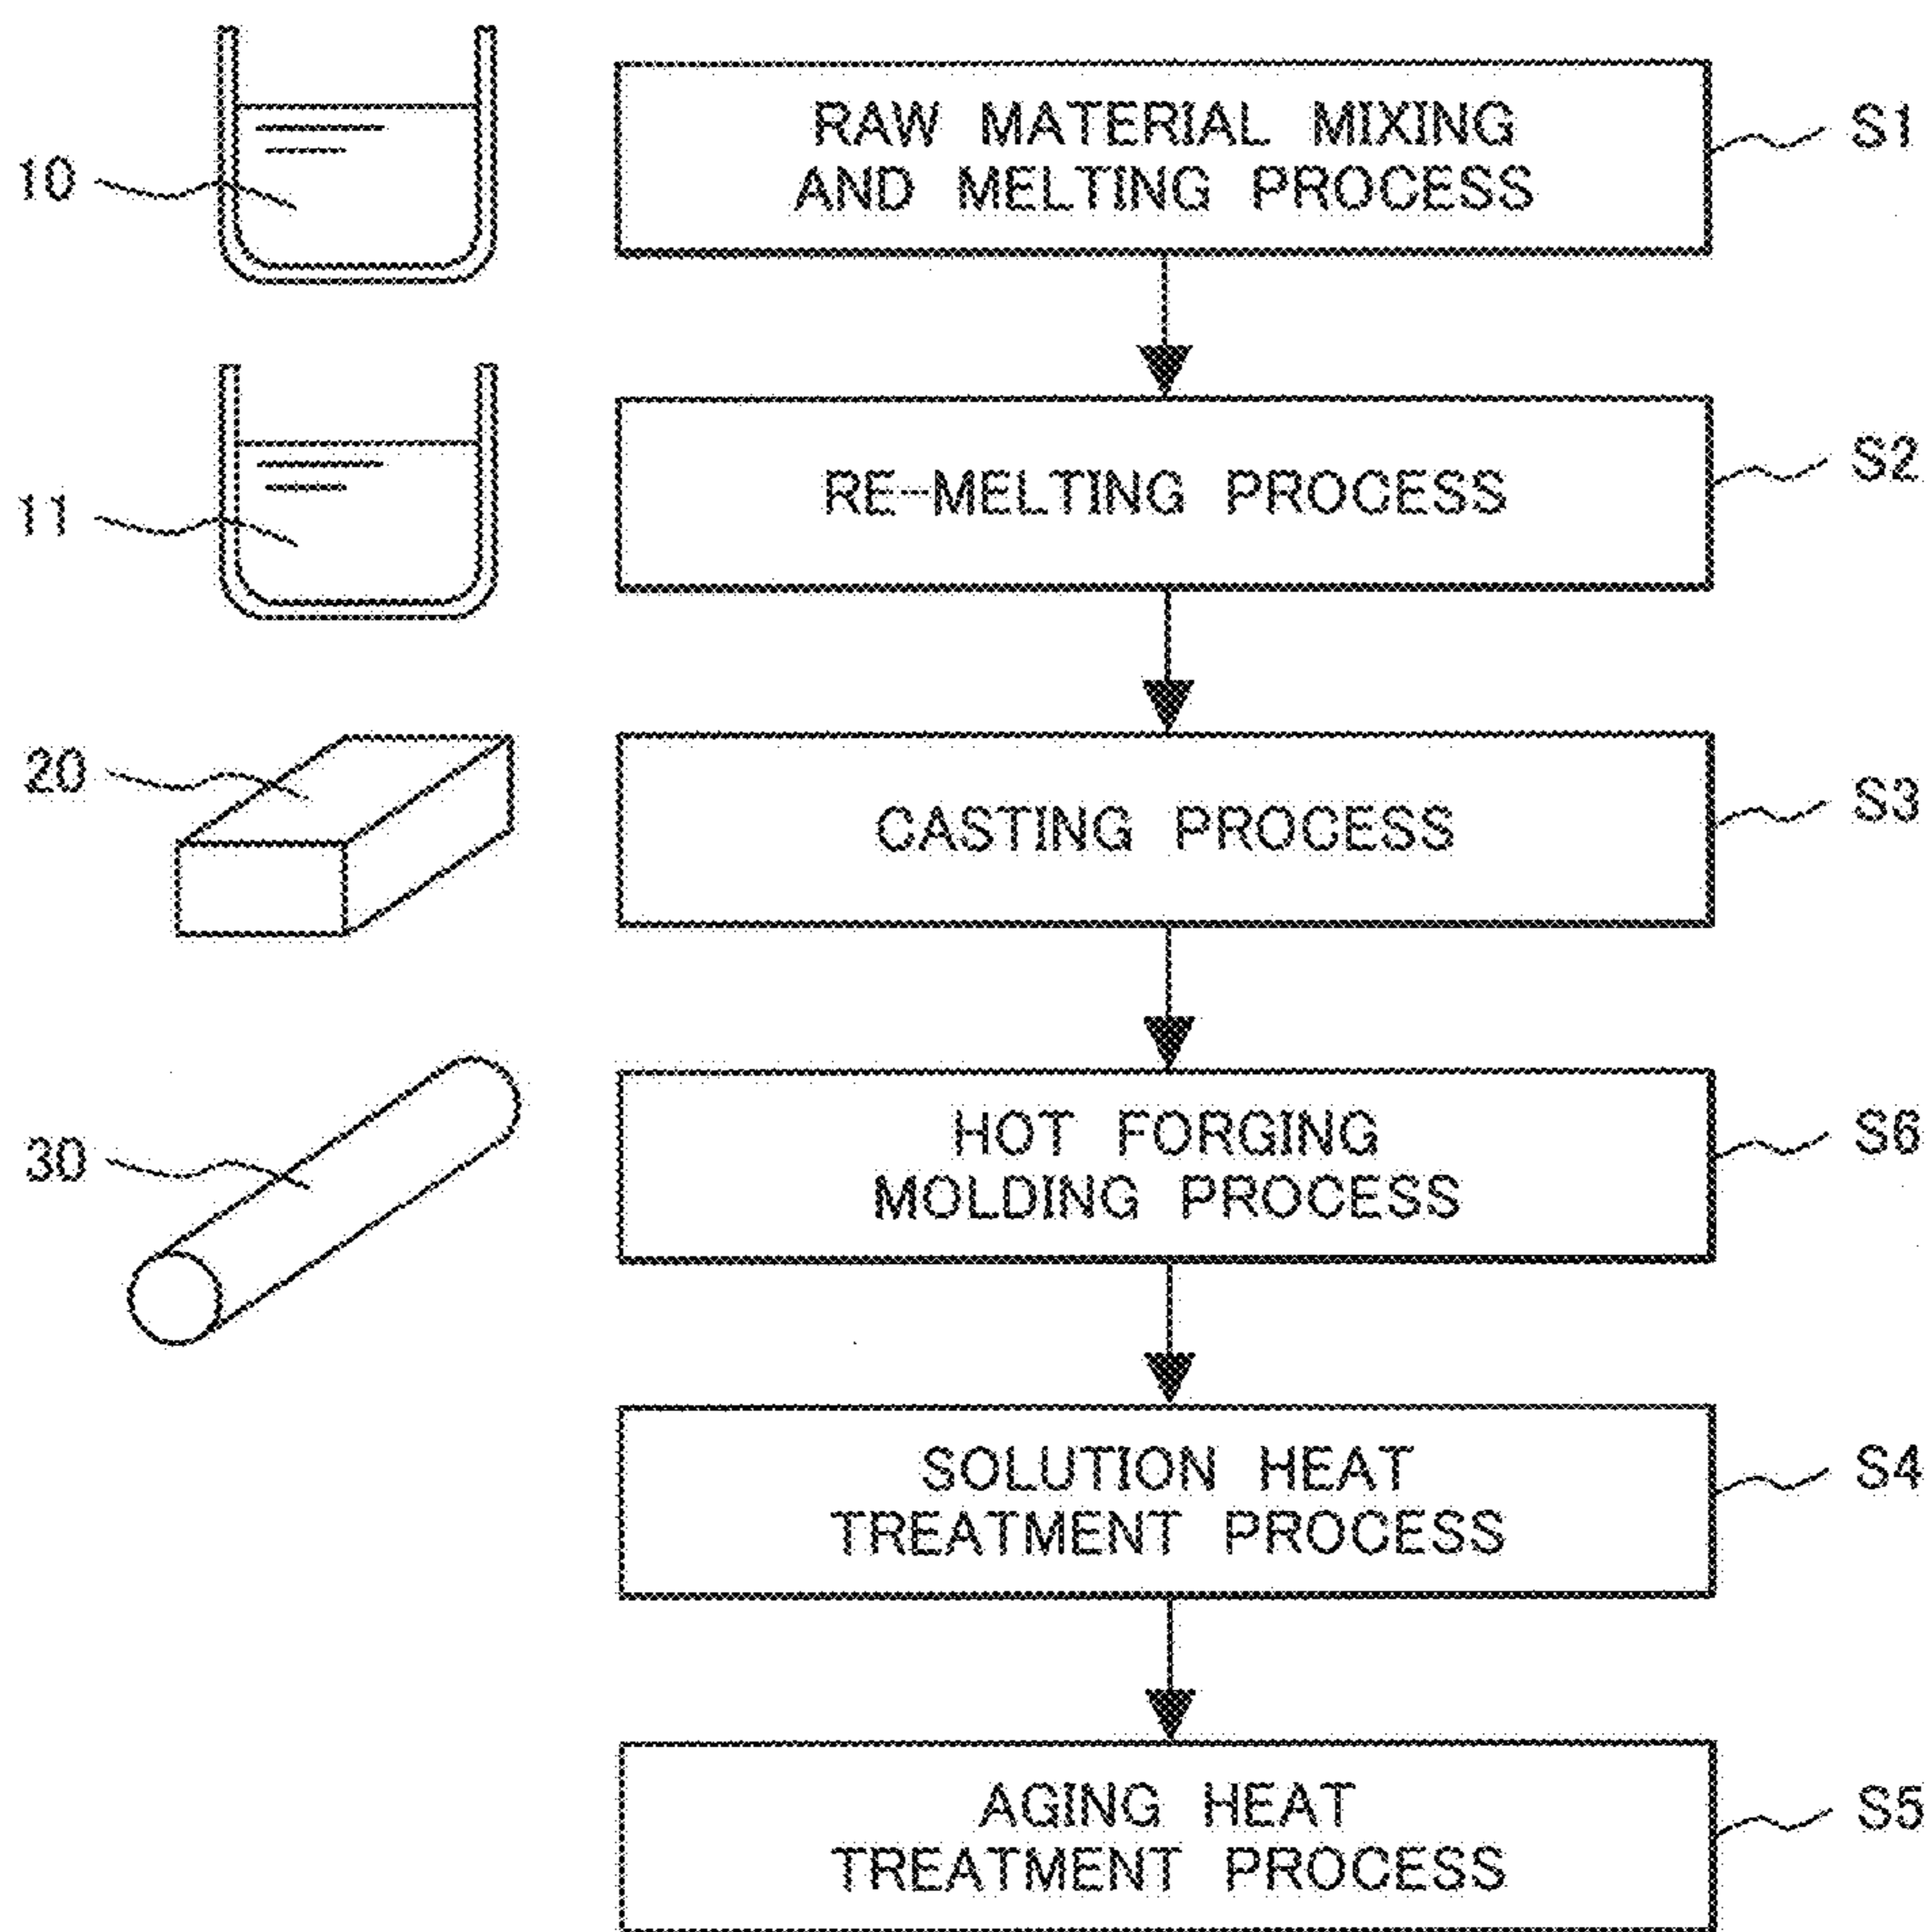 RAW MATERIAL MIXING
AND MELTING PROCESS
S1
10
RE-MELTING PROCESS
S2
11
CASTING PROCESS
S3
20
HOT FORGING
MOLDING PROCESS
S6
30
SOLUTION HEAT
TREATMENT PROCESS
S4
AGING HEAT
TREATMENT PROCESS
S5